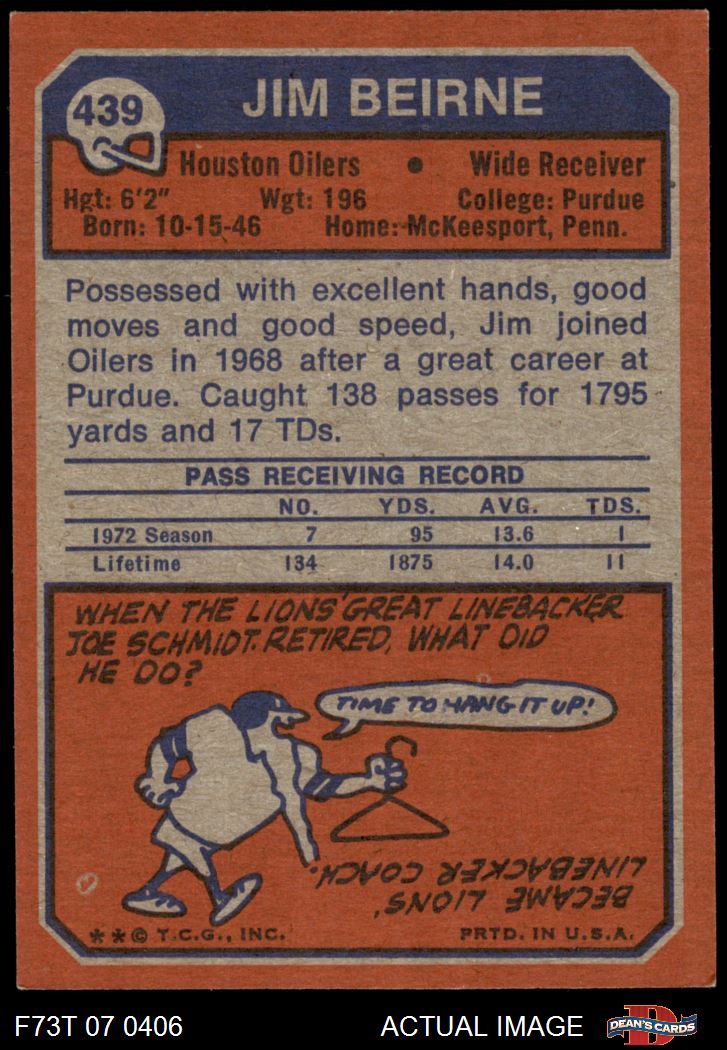 439
JIM BEIRNE
Houston Oilers • Wide Receiver
Hgt: 6'2" Wgt: 196 College: Purdue
Born: 10-15-46 Home: McKeesport, Penn.
Possessed with excellent hands, good
moves and good speed, Jim joined
Oilers in 1968 after a great career at
Purdue. Caught 138 passes for 1795
yards and 17 TDs.
PASS RECEIVING RECORD
NO. YDS. AVG. TDS.
1972 Season 7 95 13.6 1
Lifetime 134 1875 14.0 11
WHEN THE LIONS' GREAT LINEBACKER
JOE SCHMIDT RETIRED, WHAT DID
HE DO?
TIME TO HANG IT UP!
BECAME LIONS'
LINEBACKER COACH.
**© T.C.G., INC. PRTD. IN U.S.A.
F73T 07 0406 ACTUAL IMAGE
D
DEAN'S CARDS